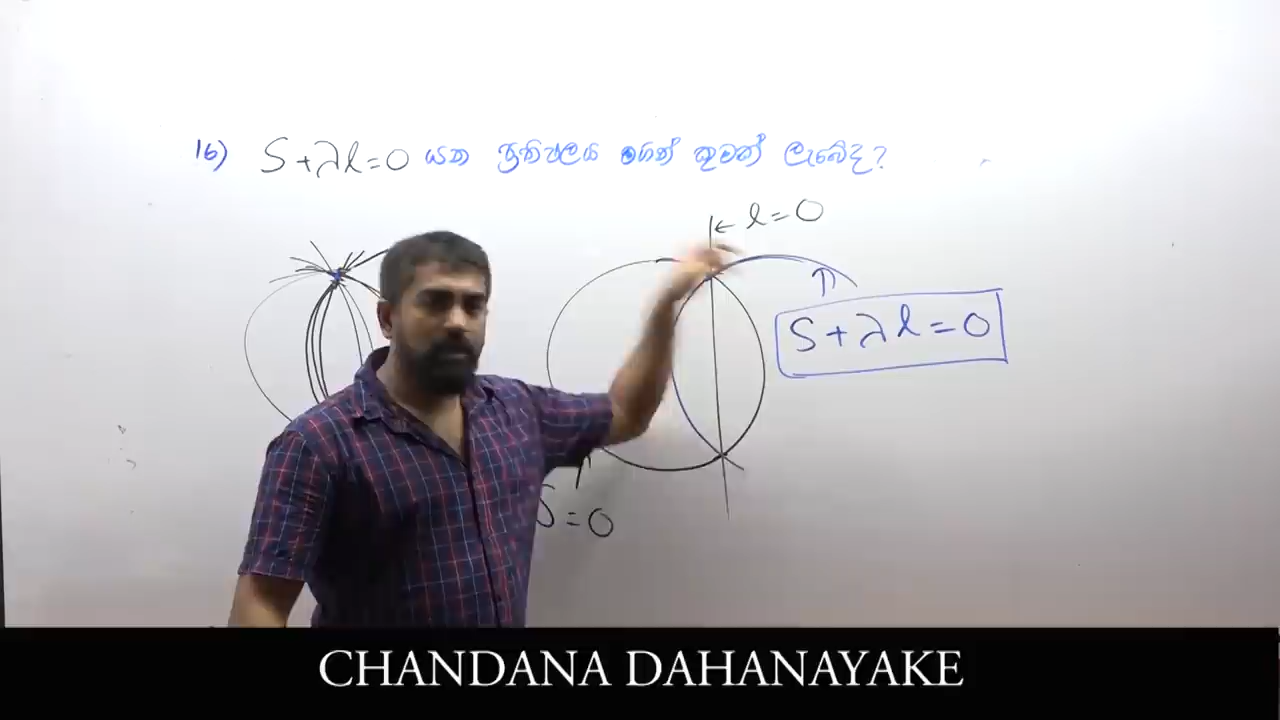 16) S+λl=0 යන ප්‍රතිඵලය මගින් කුමක් ලැබේද?
← l=0
S+λl=0
S=0
CHANDANA DAHANAYAKE